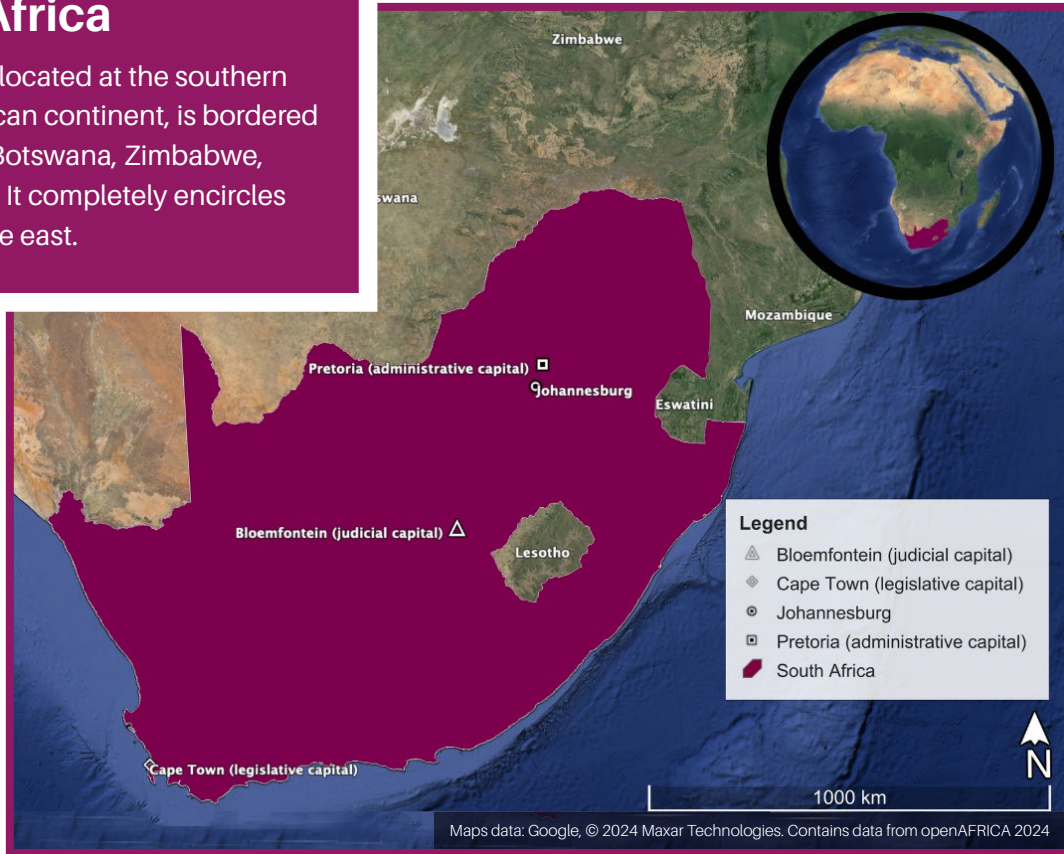 Africa
located at the southern
can continent, is bordered
Botswana, Zimbabwe,
It completely encircles
e east.
Zimbabwe
swana
Mozambique
Pretoria (administrative capital)
Johannesburg
Eswatini
Bloemfontein (judicial capital)
Lesotho
Cape Town (legislative capital)
Legend
Bloemfontein (judicial capital)
Cape Town (legislative capital)
Johannesburg
Pretoria (administrative capital)
South Africa
N
1000 km
Maps data: Google, © 2024 Maxar Technologies. Contains data from openAFRICA 2024